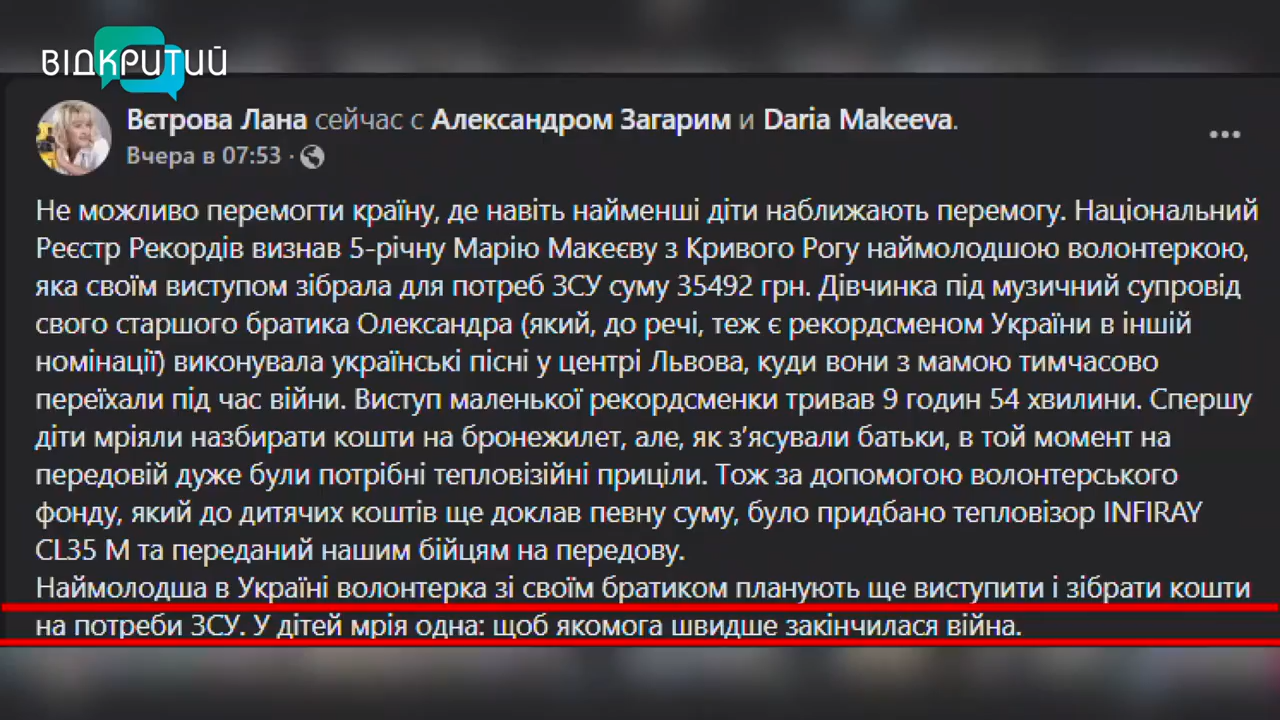 ВІДКРИТИЙ
Вєтрова Лана сейчас с Александром Загарим и Daria Makeeva.
Вчера в 07:53 ·
Не можливо перемогти країну, де навіть найменші діти наближають перемогу. Національний
Реєстр Рекордів визнав 5-річну Марію Макеєву з Кривого Рогу наймолодшою волонтеркою,
яка своїм виступом зібрала для потреб ЗСУ суму 35492 грн. Дівчинка під музичний супровід
свого старшого братика Олександра (який, до речі, теж є рекордсменом України в іншій
номінації) виконувала українські пісні у центрі Львова, куди вони з мамою тимчасово
переїхали під час війни. Виступ маленької рекордсменки тривав 9 годин 54 хвилини. Спершу
діти мріяли назбирати кошти на бронежилет, але, як з’ясували батьки, в той момент на
передовій дуже були потрібні тепловізійні приціли. Тож за допомогою волонтерського
фонду, який до дитячих коштів ще доклав певну суму, було придбано тепловізор INFIRAY
CL35 M та переданий нашим бійцям на передову.
Наймолодша в Україні волонтерка зі своїм братиком планують ще виступити і зібрати кошти
на потреби ЗСУ. У дітей мрія одна: щоб якомога швидше закінчилася війна.